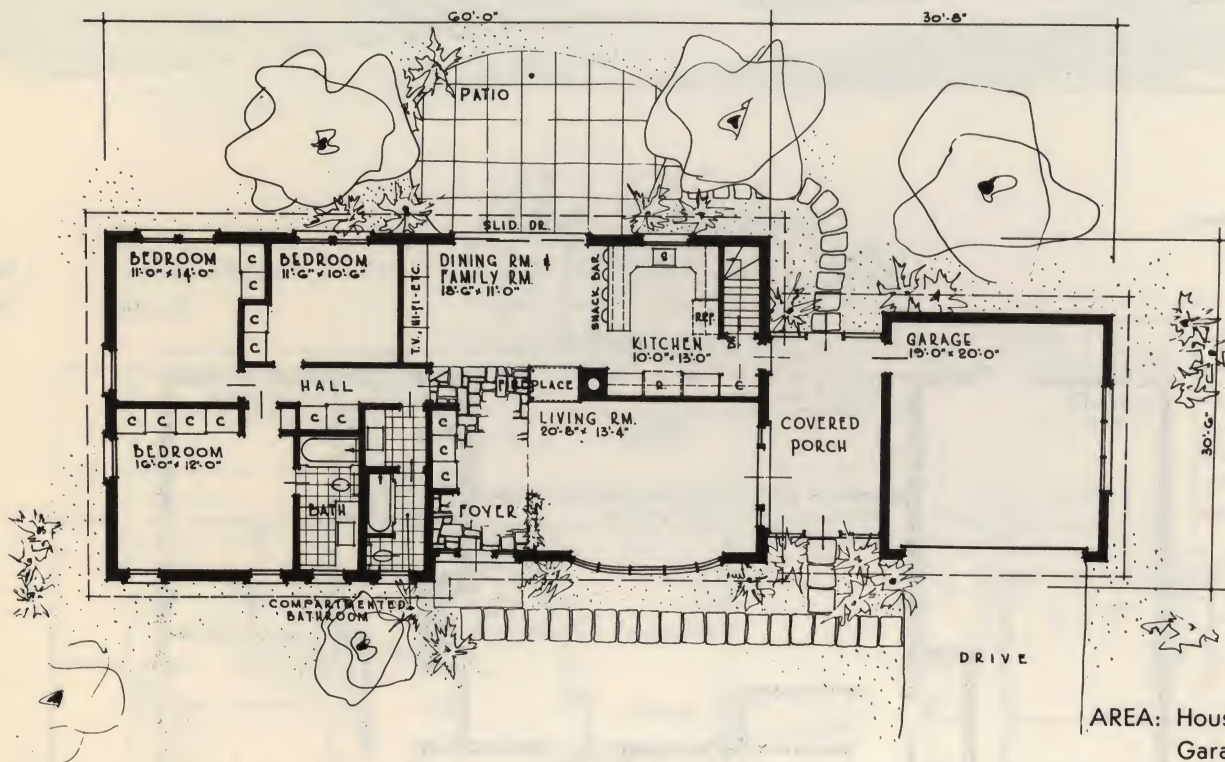 60'-0"
30'-8"
PATIO
SLID. DR.
BEDROOM
11'-0" x 14'-0"
C
C
C
C
BEDROOM
11'-6" x 10'-6"
T.V. HI-FI-ETC.
DINING RM. &
FAMILY RM.
18'-6" x 11'-0"
SNACK BAR
S
REF.
KITCHEN
10'-0" x 13'-0"
DN
GARAGE
19'-0" x 20'-0"
30'-6"
HALL
FIREPLACE
R
C
LIVING RM.
20'-8" x 13'-4"
COVERED
PORCH
C
C
C
C
C
C
BEDROOM
16'-0" x 12'-0"
C
C
C
BATH
FOYER
COMPARTMENTED
BATHROOM
DRIVE
AREA: Hous
Gara